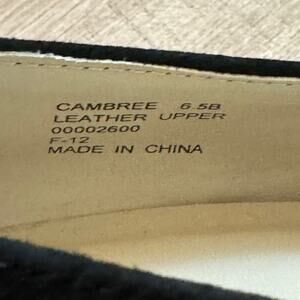 CAMBREE 6.5B
LEATHER UPPER
00002600
F-12
MADE IN CHINA